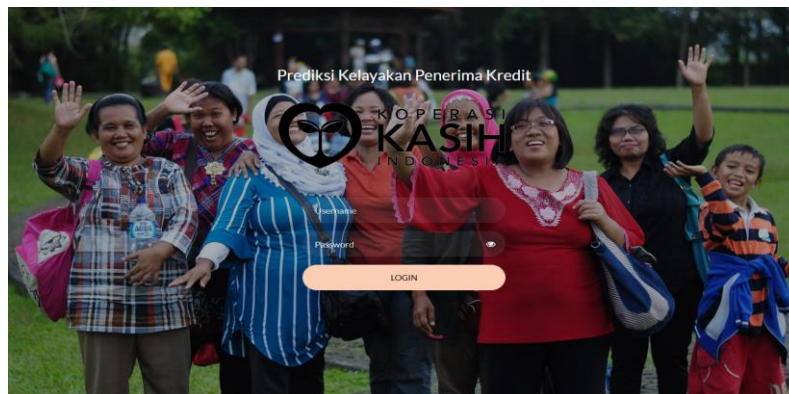 Prediksi Kelayakan Penerima Kredit
KOPERASI
KASIH
INDONESIA
Username
Password
LOGIN